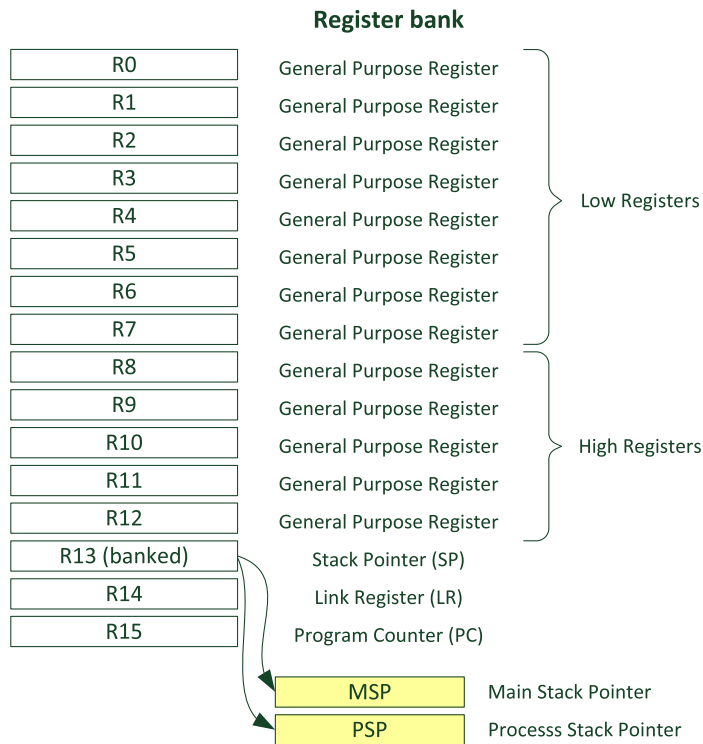 Register bank
R0 General Purpose Register
R1 General Purpose Register
R2 General Purpose Register
R3 General Purpose Register
R4 General Purpose Register
R5 General Purpose Register
R6 General Purpose Register
R7 General Purpose Register
Low Registers
R8 General Purpose Register
R9 General Purpose Register
R10 General Purpose Register
R11 General Purpose Register
R12 General Purpose Register
High Registers
R13 (banked) Stack Pointer (SP)
R14 Link Register (LR)
R15 Program Counter (PC)
MSP Main Stack Pointer
PSP Processs Stack Pointer